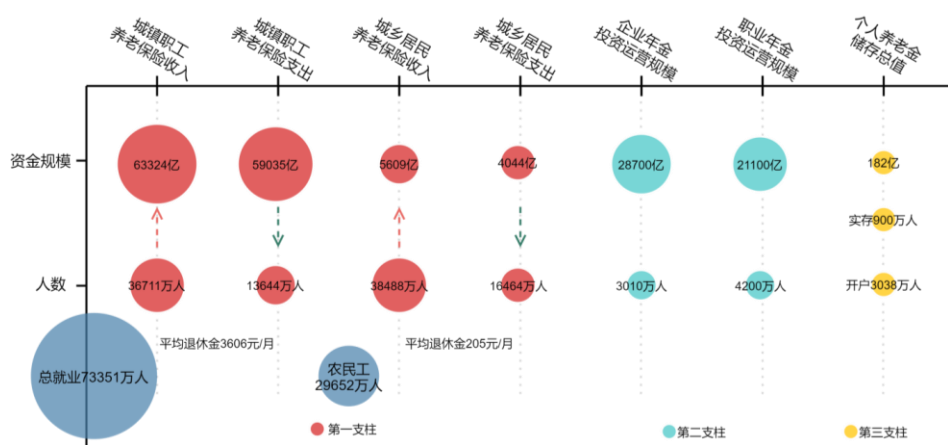 城镇职工
养老保险收入
城镇职工
养老保险支出
城乡居民
养老保险收入
城乡居民
养老保险支出
企业年金
投资运营规模
职业年金
投资运营规模
个人养老金
储存总值
资金规模
63324亿
59035亿
5609亿
4044亿
28700亿
21100亿
182亿
实存900万人
人数
36711万人
13644万人
38488万人
16464万人
3010万人
4200万人
开户3038万人
平均退休金3606元/月
平均退休金205元/月
总就业73351万人
农民工
29652万人
第一支柱
第二支柱
第三支柱